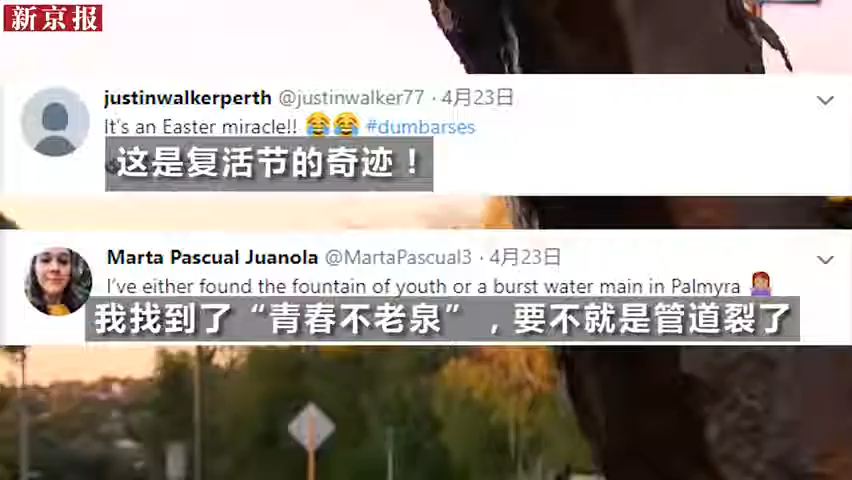 新京报
justinwalkerperth @justinwalker77 · 4月23日
It's an Easter miracle!! 😂😂 #dumbarses
这是复活节的奇迹！
Marta Pascual Juanola @MartaPascual3 · 4月23日
I've either found the fountain of youth or a burst water main in Palmyra 🤷🏼‍♀️
我找到了“青春不老泉”，要不就是管道裂了